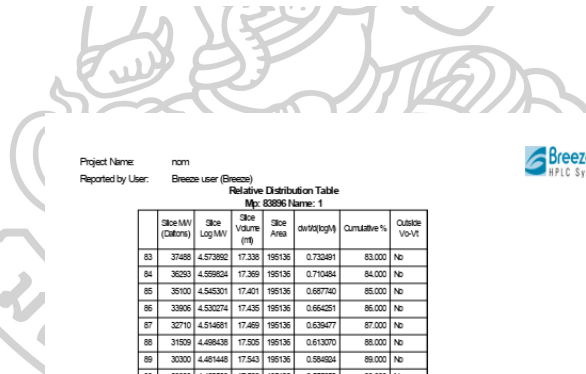 Project Name: nom
Reported by User: Breeze user (Breeze)
Breeze
HPLC Sy
Relative Distribution Table
Mp: 83896 Name: 1
Slice MW (Daltons) Slice Log MW Slice Volume (ml) Slice Area dwt/d(logM) Cumulative % Outside Vo-Vt
83 37488 4.573892 17.338 195136 0.732491 83.000 No
84 36293 4.559824 17.369 195136 0.710484 84.000 No
85 35100 4.545301 17.401 195136 0.687740 85.000 No
86 33906 4.530274 17.435 195136 0.664251 86.000 No
87 32710 4.514681 17.469 195136 0.639477 87.000 No
88 31509 4.498438 17.505 195136 0.613070 88.000 No
89 30300 4.481448 17.543 195136 0.584924 89.000 No